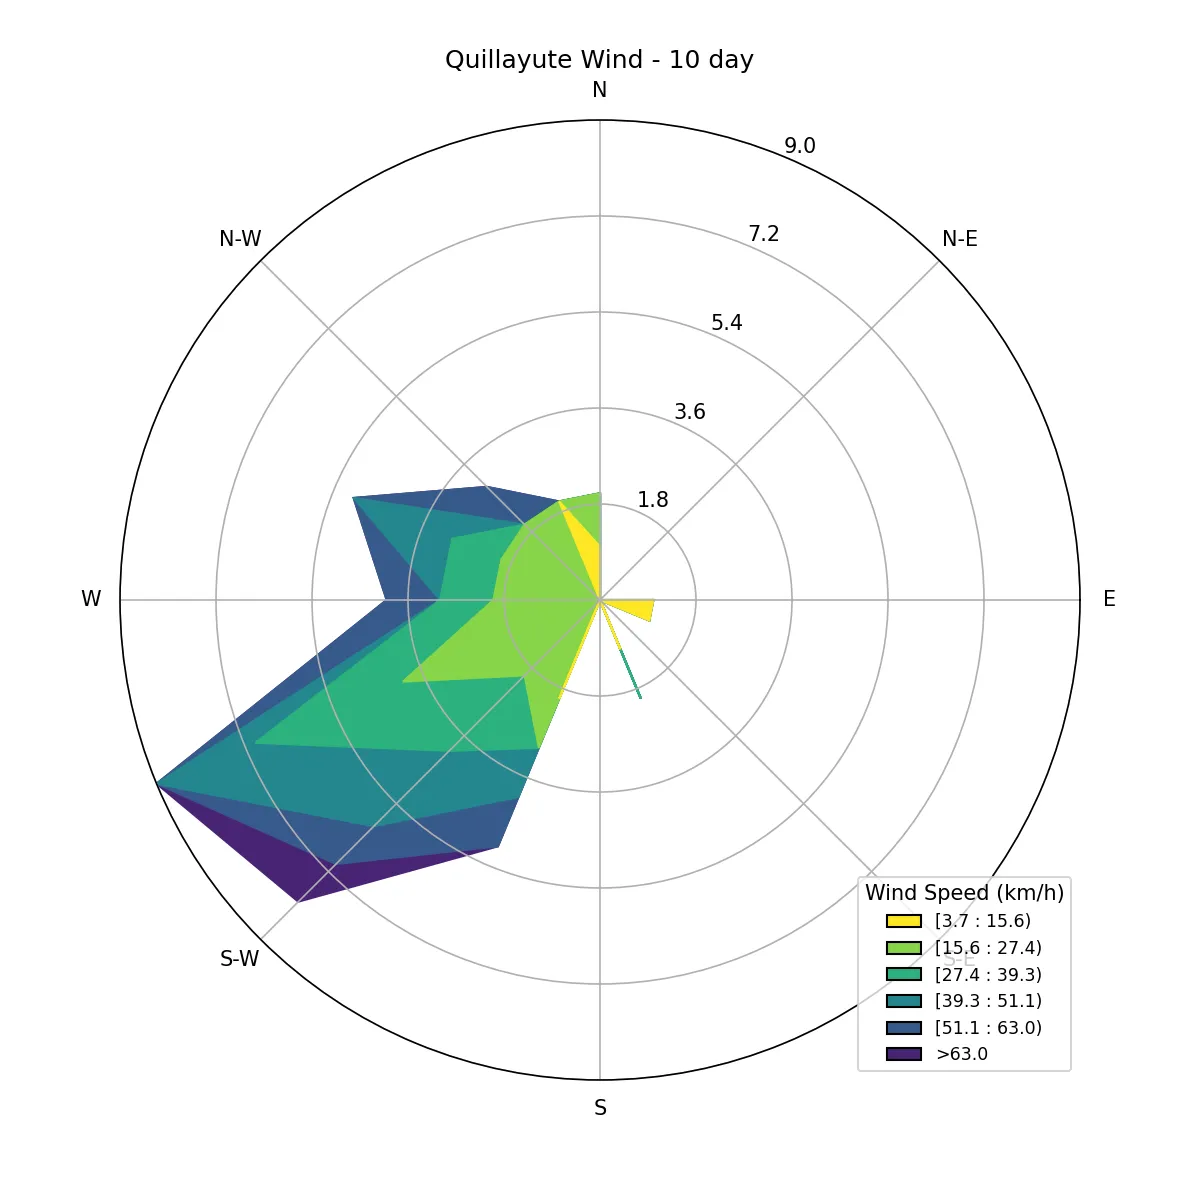 Quillayute Wind - 10 day
N
9.0
N-W
7.2
N-E
5.4
3.6
1.8
W
E
Wind Speed (km/h)
[3.7 : 15.6)
[15.6 : 27.4)
S-W
S-E
[27.4 : 39.3)
[39.3 : 51.1)
[51.1 : 63.0)
>63.0
S